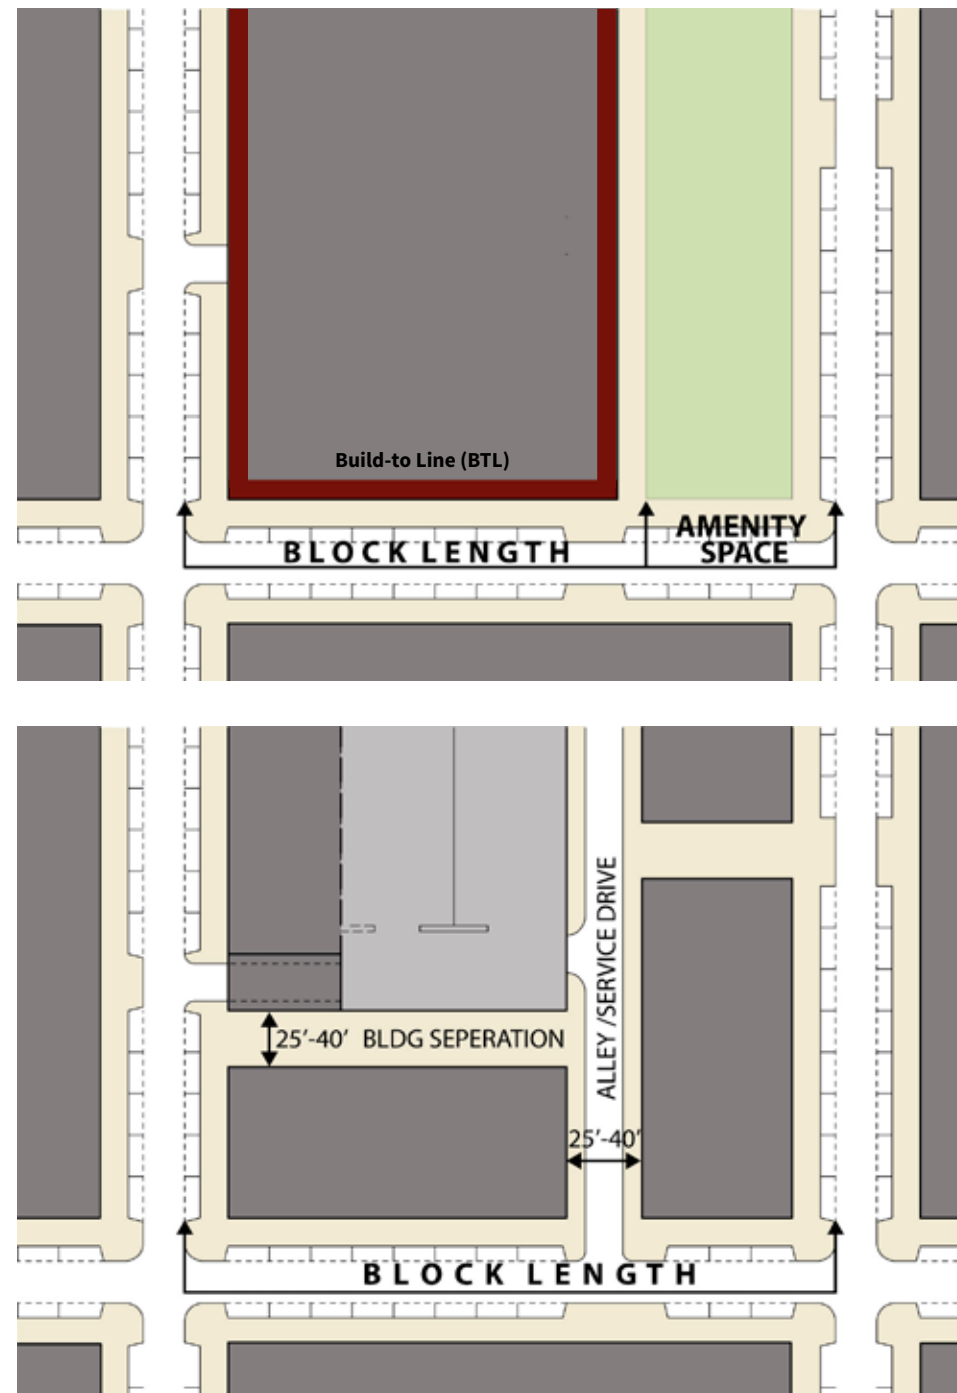 Build-to Line (BTL)
AMENITY
SPACE
BLOCK LENGTH
ALLEY /SERVICE DRIVE
25'-40' BLDG SEPERATION
25'-40'
BLOCK LENGTH